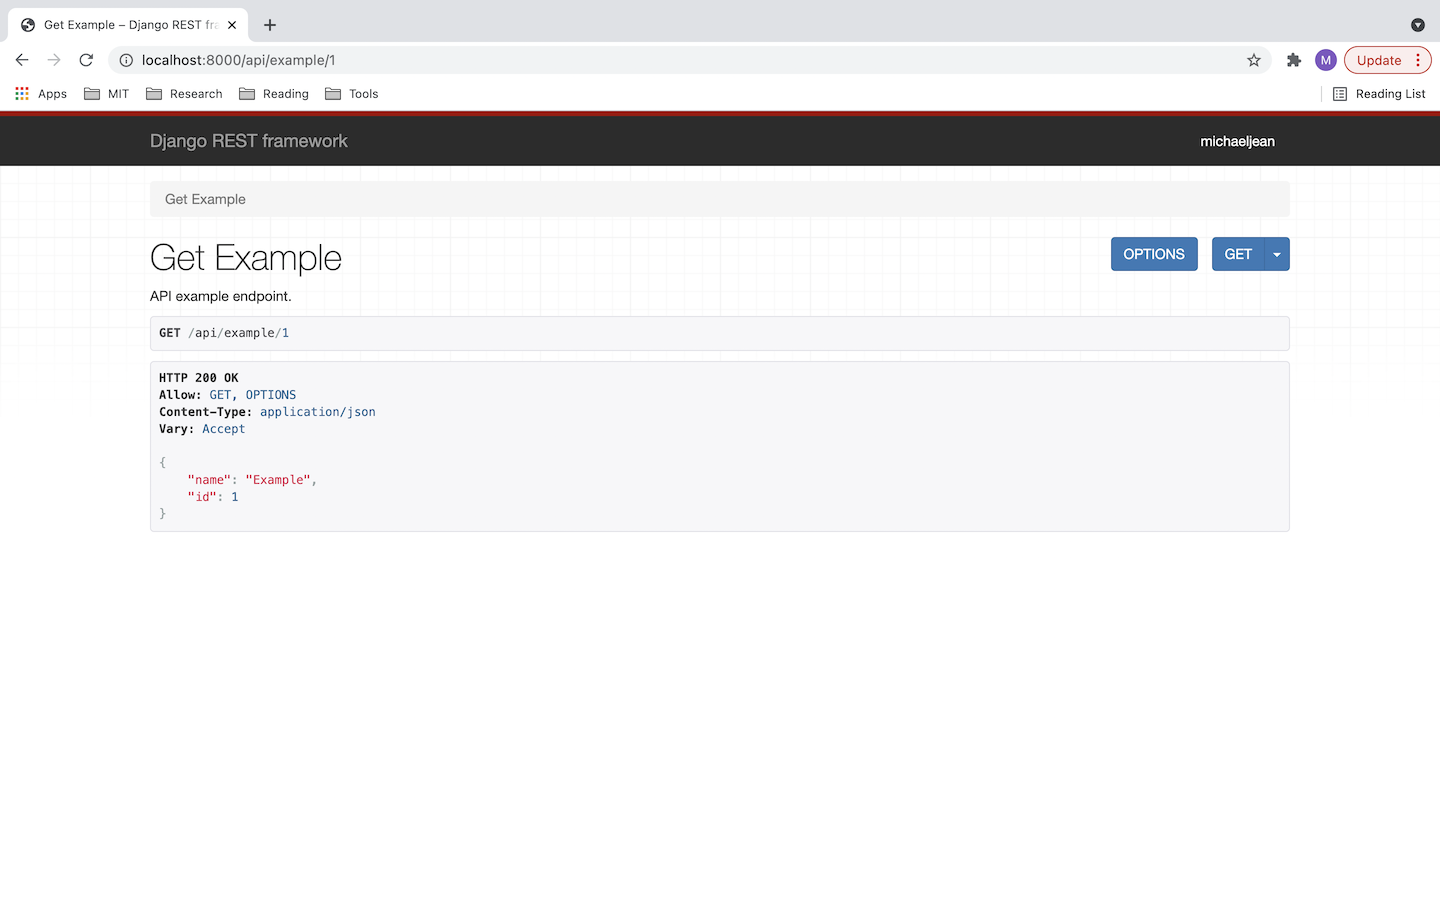 Get Example – Django REST fra
localhost:8000/api/example/1
M
Update
Apps
MIT
Research
Reading
Tools
Reading List
Django REST framework
michaeljean
Get Example
Get Example
OPTIONS
GET
API example endpoint.
GET /api/example/1
HTTP 200 OK
Allow: GET, OPTIONS
Content-Type: application/json
Vary: Accept
{
"name": "Example",
"id": 1
}